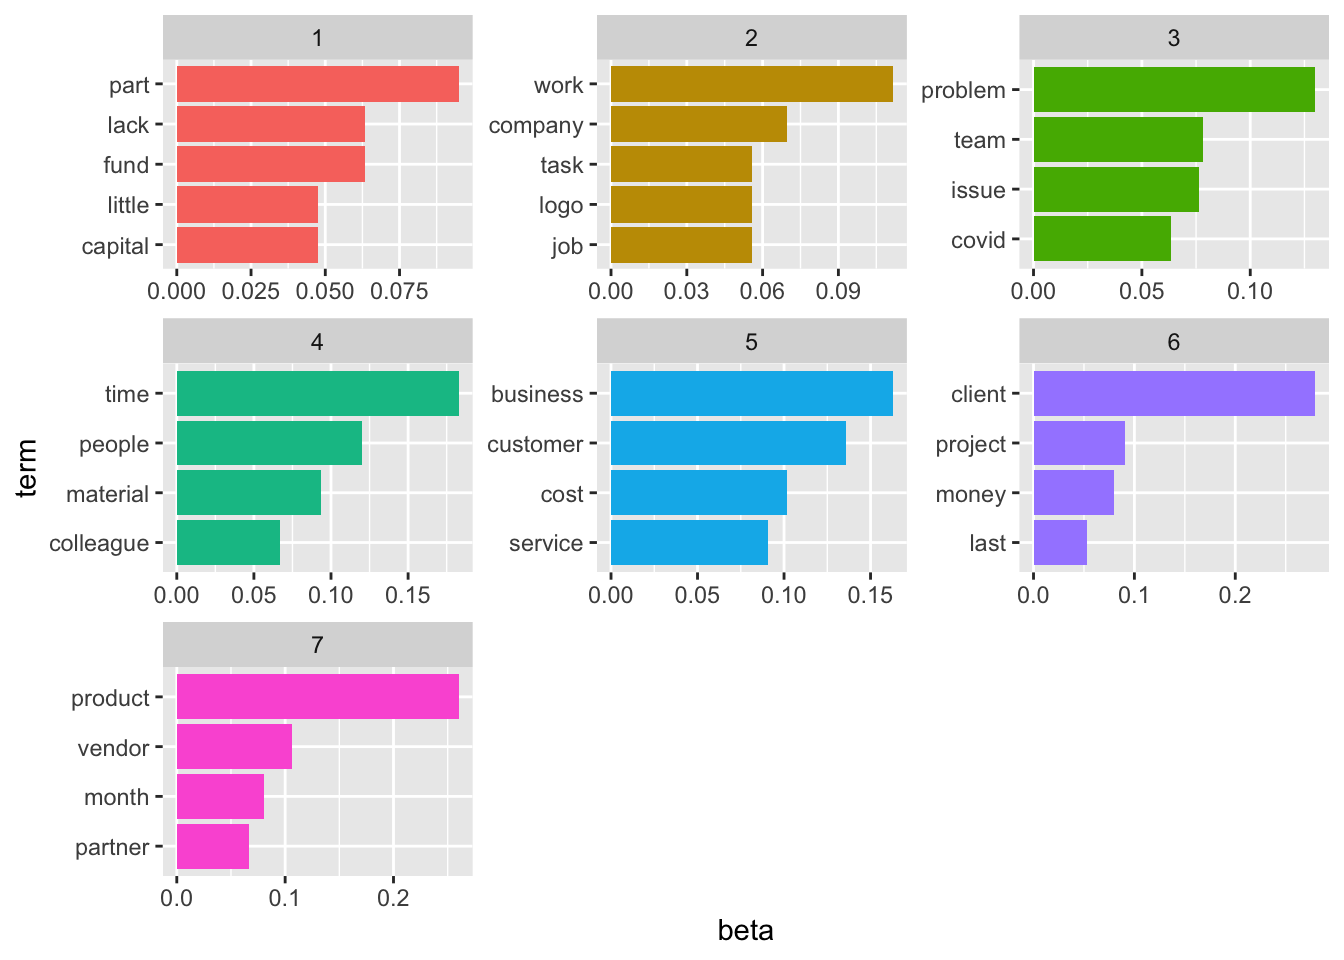 1
part
lack
fund
little
capital
0.000 0.025 0.050 0.075
2
work
company
task
logo
job
0.00 0.03 0.06 0.09
3
problem
team
issue
covid
0.00 0.05 0.10
term
4
time
people
material
colleague
0.00 0.05 0.10 0.15
5
business
customer
cost
service
0.00 0.05 0.10 0.15
6
client
project
money
last
0.0 0.1 0.2
7
product
vendor
month
partner
0.0 0.1 0.2
beta